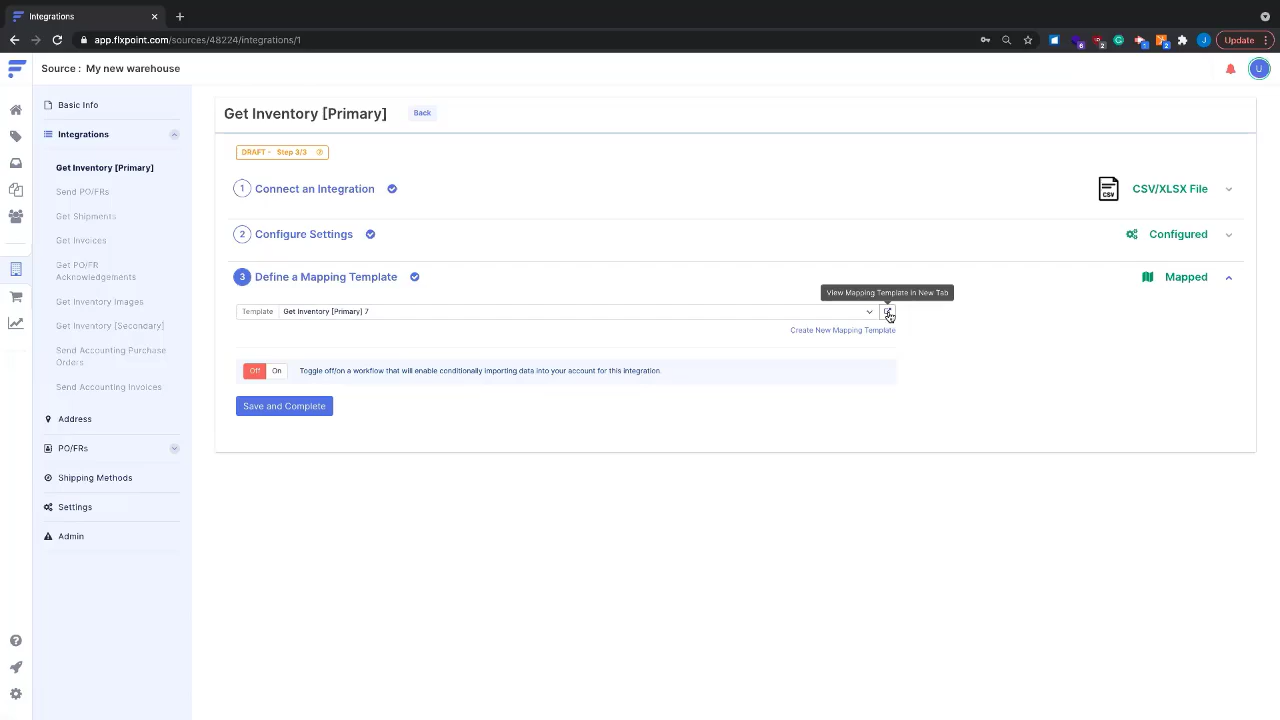 Integrations
app.flxpoint.com/sources/48224/integrations/1
Update
Source : My new warehouse
U
Basic Info
Integrations
Get Inventory [Primary]
Send PO/FRs
Get Shipments
Get Invoices
Get PO/FR
Acknowledgements
Get Inventory Images
Get Inventory [Secondary]
Send Accounting Purchase
Orders
Send Accounting Invoices
Address
PO/FRs
Shipping Methods
Settings
Admin
Get Inventory [Primary]
Back
DRAFT - Step 3/3
1 Connect an Integration
CSV
CSV/XLSX File
2 Configure Settings
Configured
3 Define a Mapping Template
Mapped
View Mapping Template in New Tab
Template
Get Inventory [Primary] 7
Create New Mapping Template
Off On
Toggle off/on a workflow that will enable conditionally importing data into your account for this integration.
Save and Complete